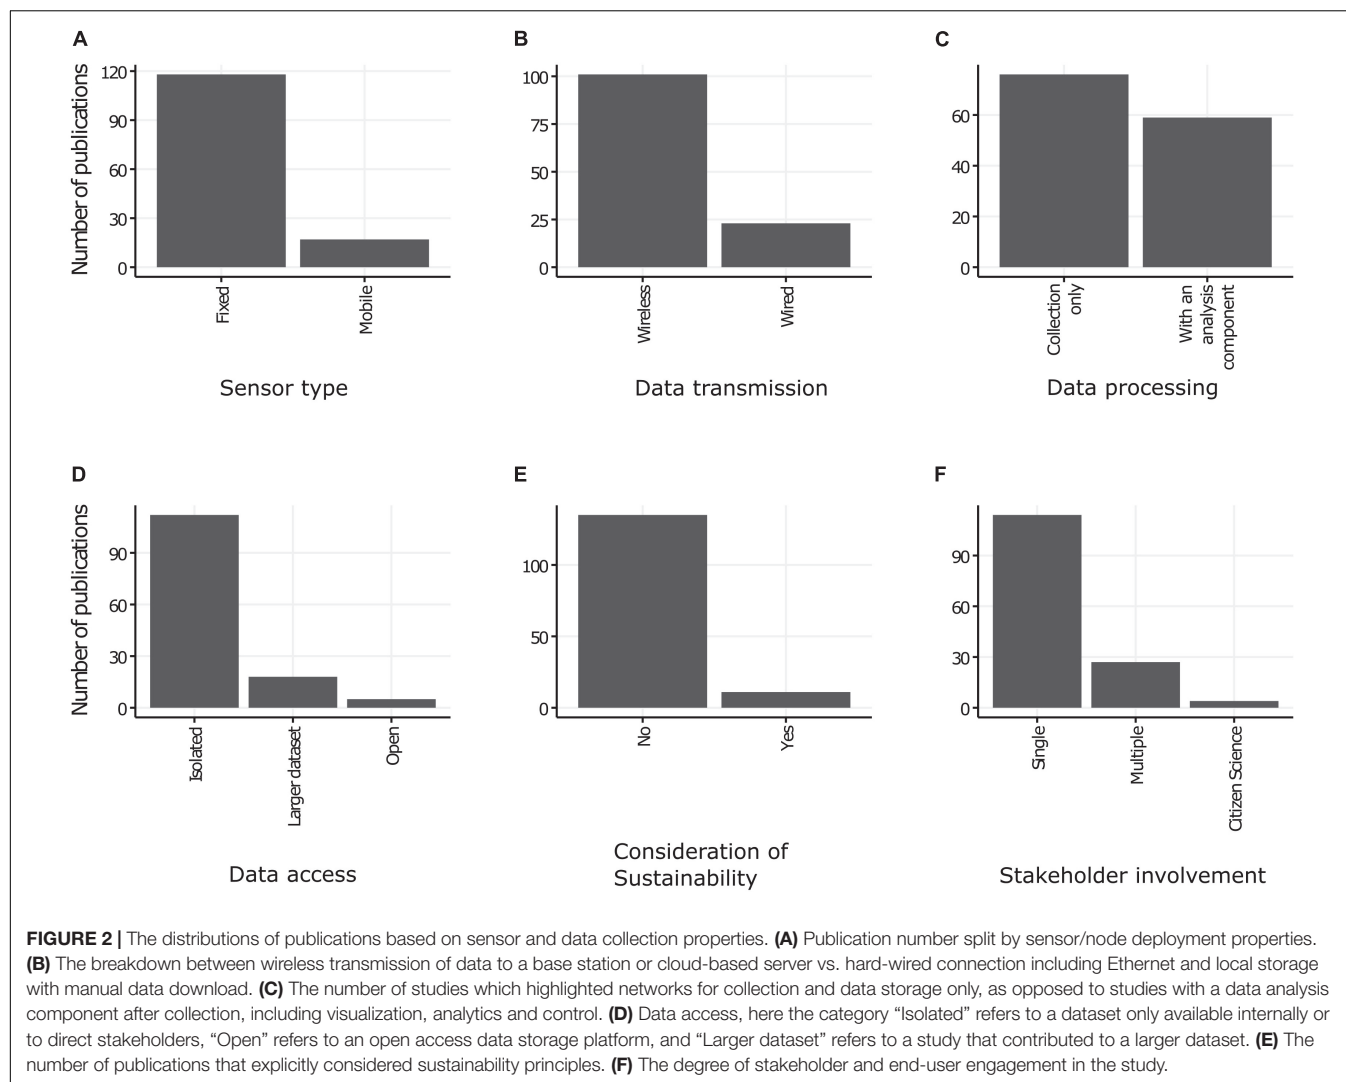 A
Number of publications
120
90
60
30
0
Fixed
Mobile
Sensor type
B
100
75
50
25
0
Wireless
Wired
Data transmission
C
60
40
20
0
Collection
only
With an
analysis
component
Data processing
D
Number of publications
90
60
30
0
Isolated
Larger dataset
Open
Data access
E
100
50
0
No
Yes
Consideration of
Sustainability
F
90
60
30
0
Single
Multiple
Citizen Science
Stakeholder involvement
FIGURE 2 | The distributions of publications based on sensor and data collection properties. (A) Publication number split by sensor/node deployment properties.
(B) The breakdown between wireless transmission of data to a base station or cloud-based server vs. hard-wired connection including Ethernet and local storage
with manual data download. (C) The number of studies which highlighted networks for collection and data storage only, as opposed to studies with a data analysis
component after collection, including visualization, analytics and control. (D) Data access, here the category “Isolated” refers to a dataset only available internally or
to direct stakeholders, “Open” refers to an open access data storage platform, and “Larger dataset” refers to a study that contributed to a larger dataset. (E) The
number of publications that explicitly considered sustainability principles. (F) The degree of stakeholder and end-user engagement in the study.